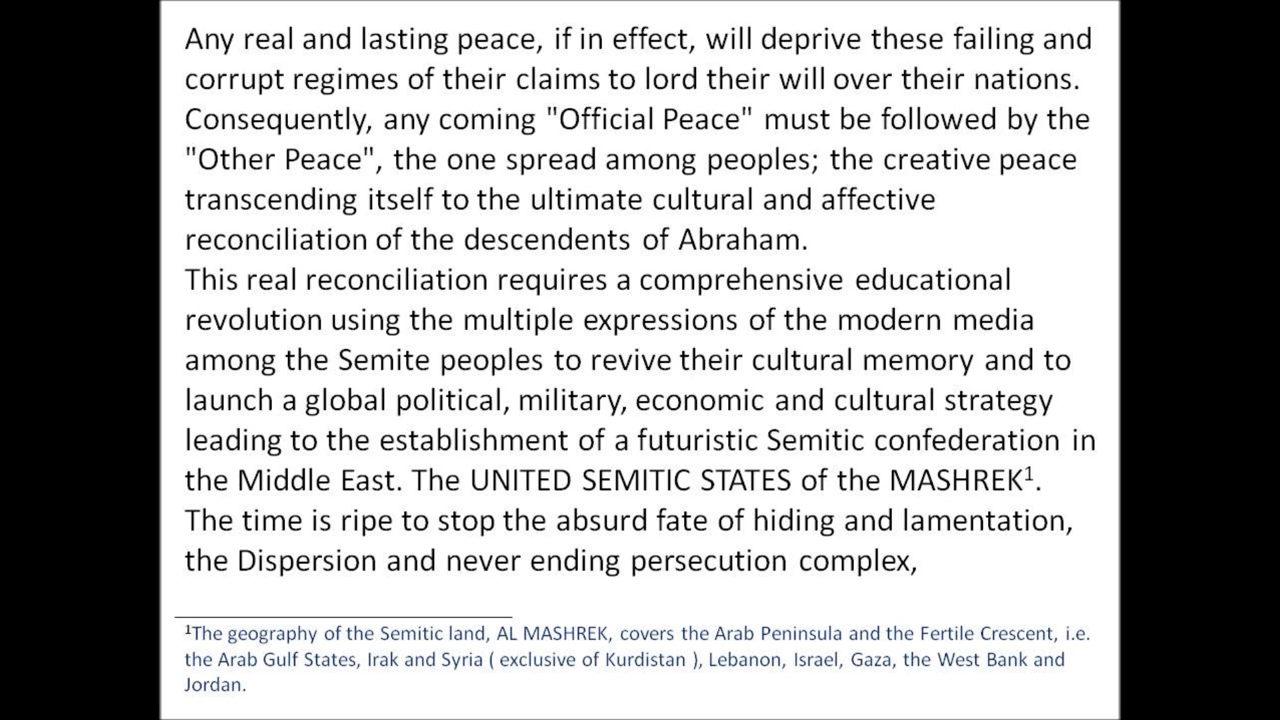 Any real and lasting peace, if in effect, will deprive these failing and
corrupt regimes of their claims to lord their will over their nations.
Consequently, any coming "Official Peace" must be followed by the
"Other Peace", the one spread among peoples; the creative peace
transcending itself to the ultimate cultural and affective
reconciliation of the descendents of Abraham.
This real reconciliation requires a comprehensive educational
revolution using the multiple expressions of the modern media
among the Semite peoples to revive their cultural memory and to
launch a global political, military, economic and cultural strategy
leading to the establishment of a futuristic Semitic confederation in
the Middle East. The UNITED SEMITIC STATES of the MASHREK¹.
The time is ripe to stop the absurd fate of hiding and lamentation,
the Dispersion and never ending persecution complex,
¹The geography of the Semitic land, AL MASHREK, covers the Arab Peninsula and the Fertile Crescent, i.e.
the Arab Gulf States, Irak and Syria ( exclusive of Kurdistan ), Lebanon, Israel, Gaza, the West Bank and
Jordan.